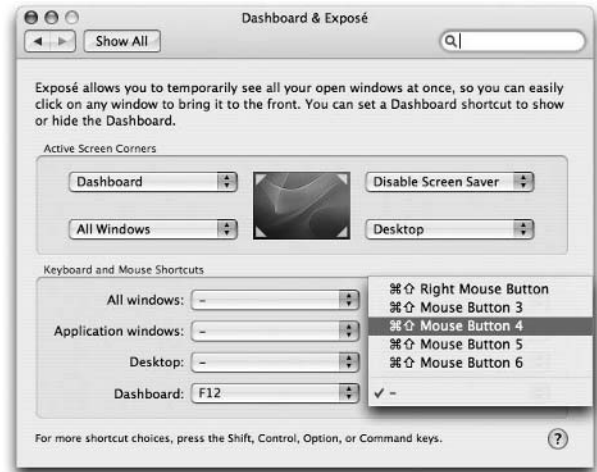 Dashboard & Exposé
Show All
Exposé allows you to temporarily see all your open windows at once, so you can easily
click on any window to bring it to the front. You can set a Dashboard shortcut to show
or hide the Dashboard.
Active Screen Corners
Dashboard
Disable Screen Saver
All Windows
Desktop
Keyboard and Mouse Shortcuts
All windows: –
Application windows: –
Desktop: –
Dashboard: F12
⌘⇧ Right Mouse Button
⌘⇧ Mouse Button 3
⌘⇧ Mouse Button 4
⌘⇧ Mouse Button 5
⌘⇧ Mouse Button 6
✓ –
For more shortcut choices, press the Shift, Control, Option, or Command keys.
?